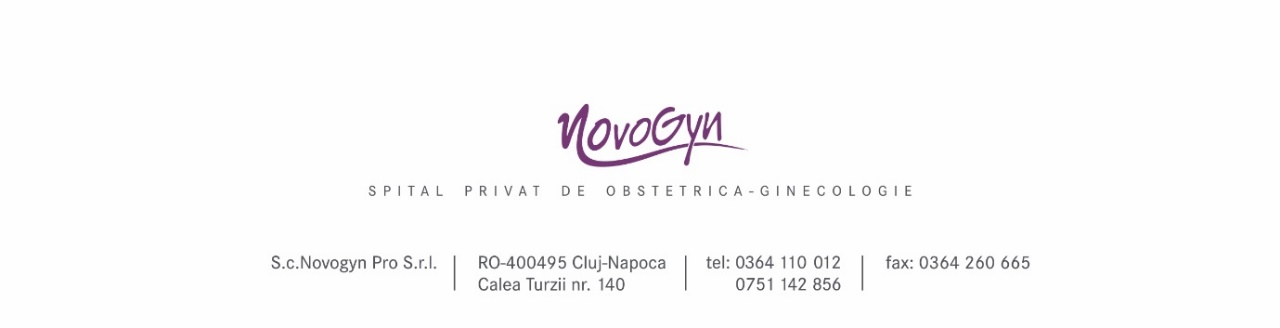 NovoGyn
SPITAL PRIVAT DE OBSTETRICA-GINECOLOGIE
S.c.Novogyn Pro S.r.l.
RO-400495 Cluj-Napoca
Calea Turzii nr. 140
tel: 0364 110 012
0751 142 856
fax: 0364 260 665